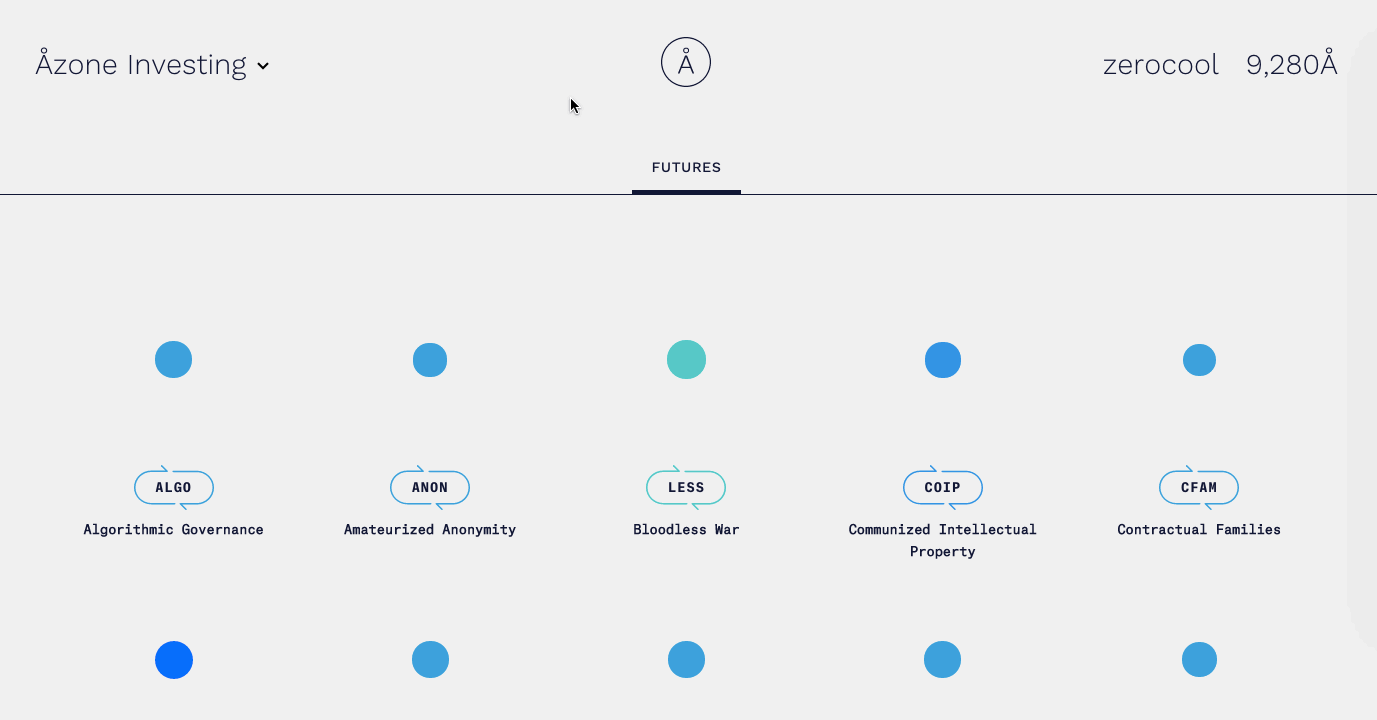 Åzone Investing
Å
zerocool 9,280Å
FUTURES
ALGO
Algorithmic Governance
ANON
Amateurized Anonymity
LESS
Bloodless War
COIP
Communized Intellectual
Property
CFAM
Contractual Families